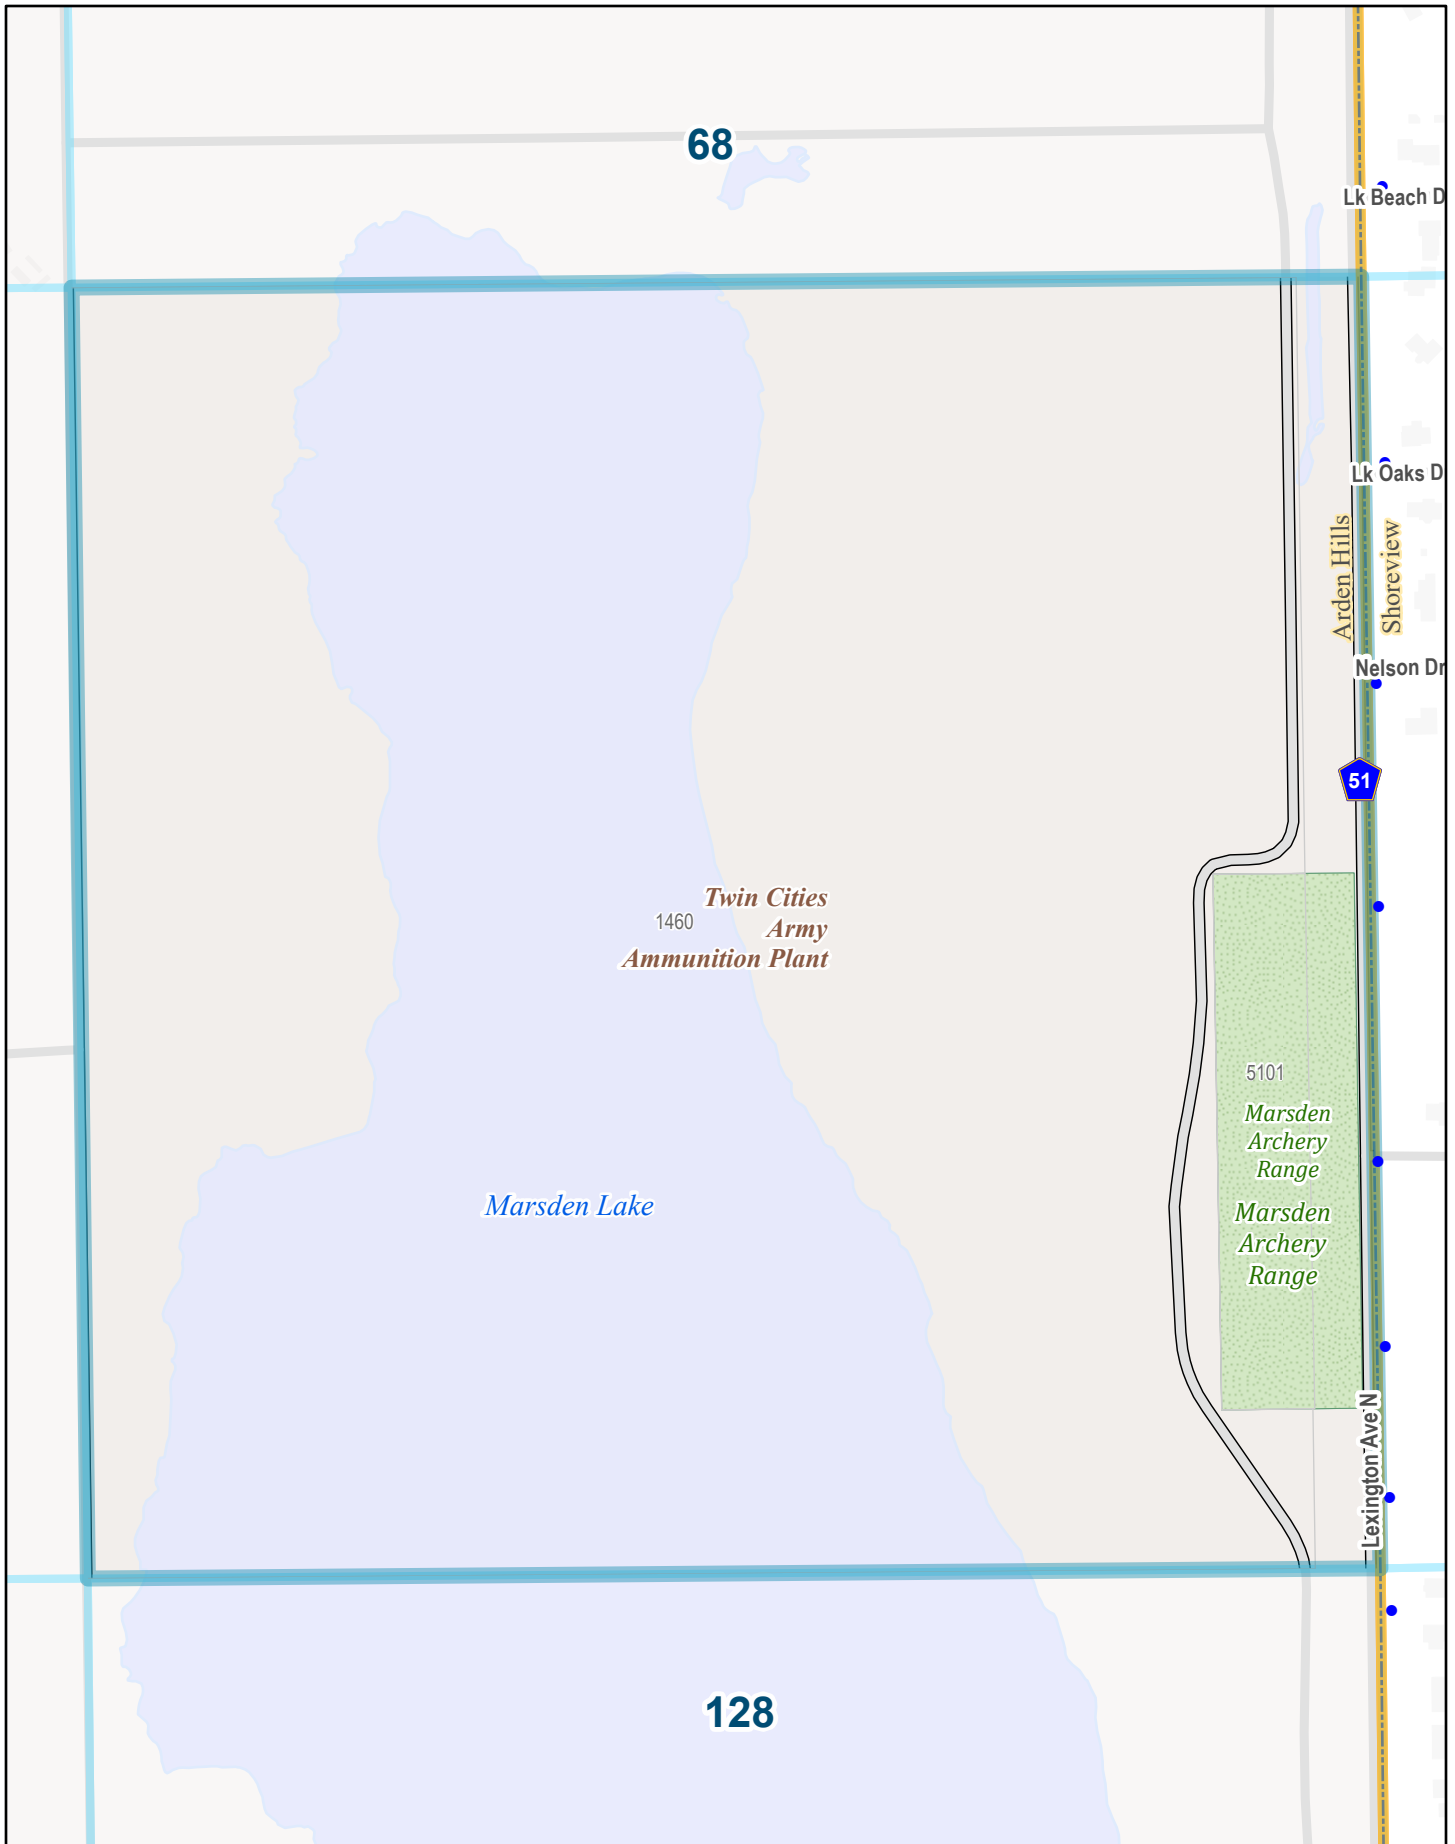 68
Lk Beach D
Lk Oaks D
Arden Hills
Shoreview
Nelson Dr
51
Twin Cities
Army
Ammunition Plant
1460
5101
Marsden
Archery
Range
Marsden Lake
Marsden
Archery
Range
Lexington Ave N
128